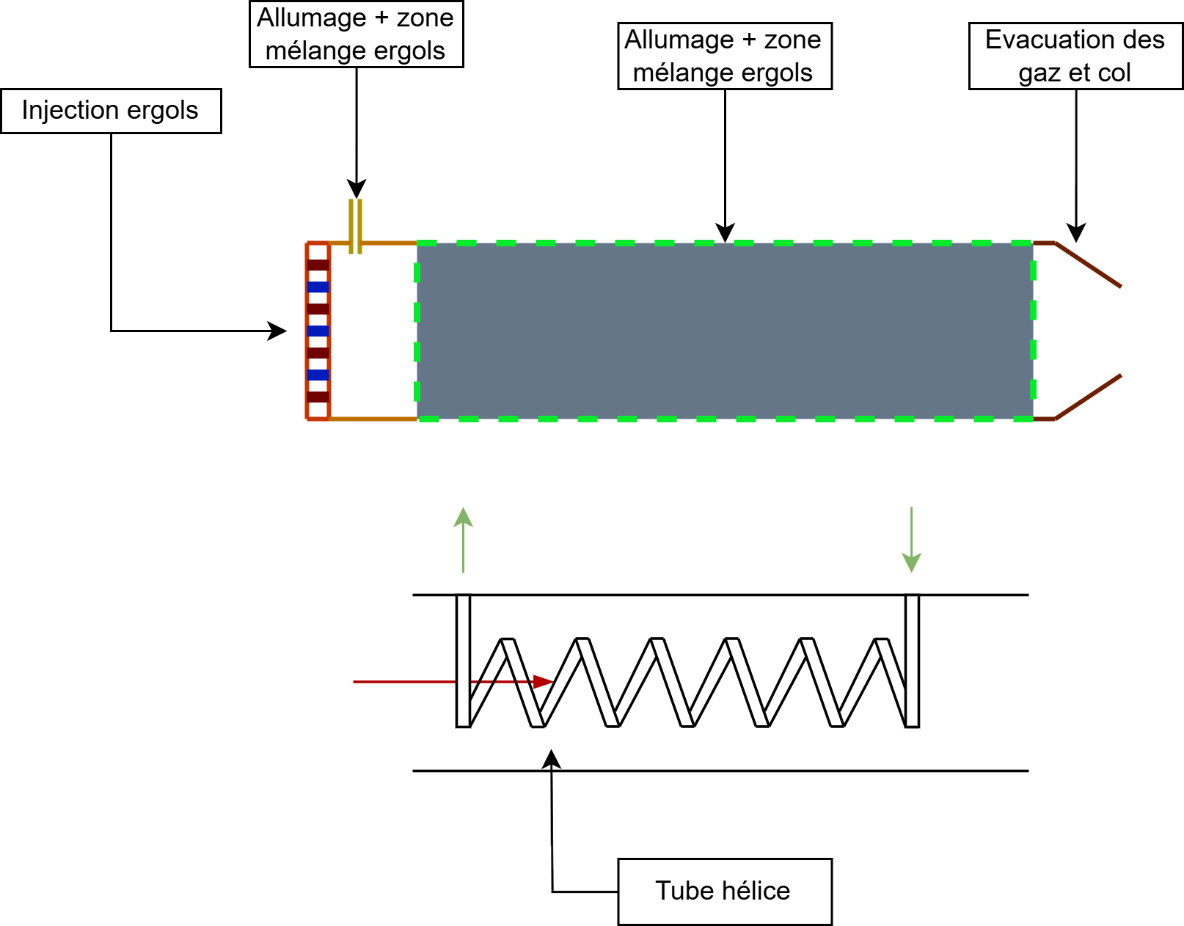 Allumage + zone
mélange ergols
Allumage + zone
mélange ergols
Evacuation des
gaz et col
Injection ergols
Tube hélice